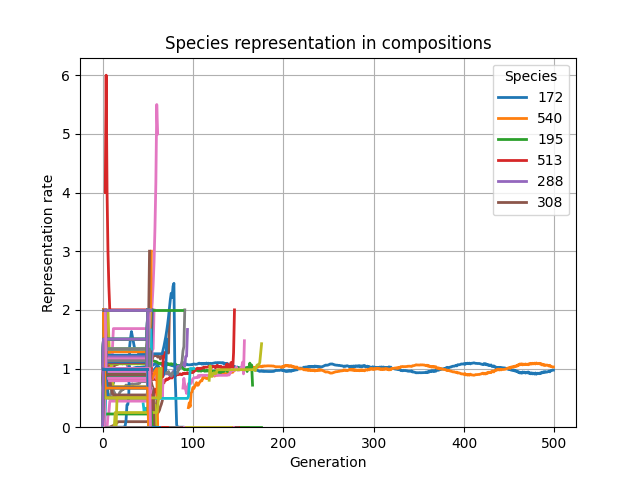 Species representation in compositions
Species
172
540
195
513
288
308
Representation rate
6
5
4
3
2
1
0
0 100 200 300 400 500
Generation